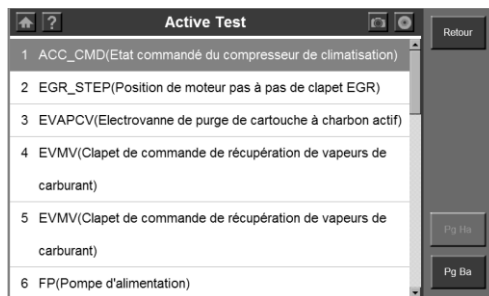 ? Active Test
Retour
1 ACC_CMD(Etat commandé du compresseur de climatisation)
2 EGR_STEP(Position de moteur pas à pas de clapet EGR)
3 EVAPCV(Electrovanne de purge de cartouche à charbon actif)
4 EVMV(Clapet de commande de récupération de vapeurs de
carburant)
5 EVMV(Clapet de commande de récupération de vapeurs de
carburant)
Pg Ha
6 FP(Pompe d'alimentation)
Pg Ba